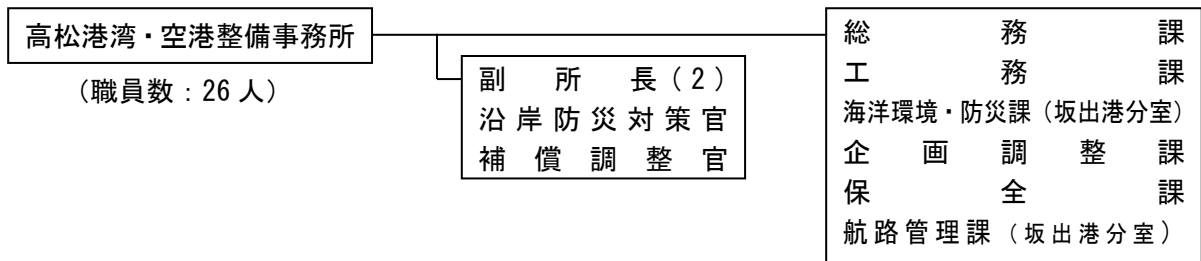 高松港湾・空港整備事務所
（職員数：26人）
副所長（2）
沿岸防災対策官
補償調整官
総務課
工務課
海洋環境・防災課（坂出港分室）
企画調整課
保全課
航路管理課（坂出港分室）